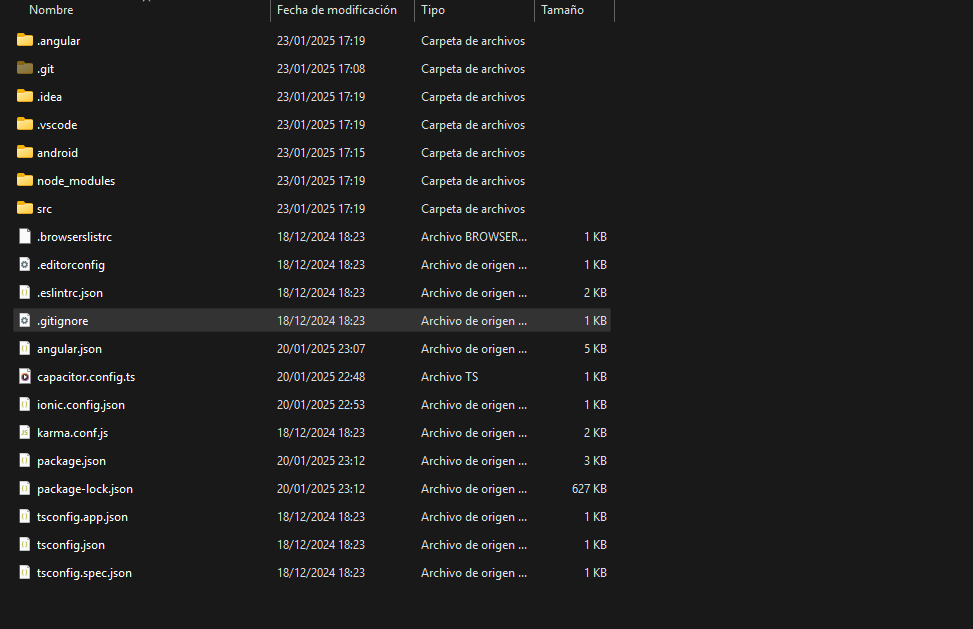 Nombre Fecha de modificación Tipo Tamaño
.angular 23/01/2025 17:19 Carpeta de archivos
.git 23/01/2025 17:08 Carpeta de archivos
.idea 23/01/2025 17:19 Carpeta de archivos
.vscode 23/01/2025 17:19 Carpeta de archivos
android 23/01/2025 17:15 Carpeta de archivos
node_modules 23/01/2025 17:19 Carpeta de archivos
src 23/01/2025 17:19 Carpeta de archivos
.browserslistrc 18/12/2024 18:23 Archivo BROWSER... 1 KB
.editorconfig 18/12/2024 18:23 Archivo de origen ... 1 KB
.eslintrc.json 18/12/2024 18:23 Archivo de origen ... 2 KB
.gitignore 18/12/2024 18:23 Archivo de origen ... 1 KB
angular.json 20/01/2025 23:07 Archivo de origen ... 5 KB
capacitor.config.ts 20/01/2025 22:48 Archivo TS 1 KB
ionic.config.json 20/01/2025 22:53 Archivo de origen ... 1 KB
karma.conf.js 18/12/2024 18:23 Archivo de origen ... 2 KB
package.json 20/01/2025 23:12 Archivo de origen ... 3 KB
package-lock.json 20/01/2025 23:12 Archivo de origen ... 627 KB
tsconfig.app.json 18/12/2024 18:23 Archivo de origen ... 1 KB
tsconfig.json 18/12/2024 18:23 Archivo de origen ... 1 KB
tsconfig.spec.json 18/12/2024 18:23 Archivo de origen ... 1 KB